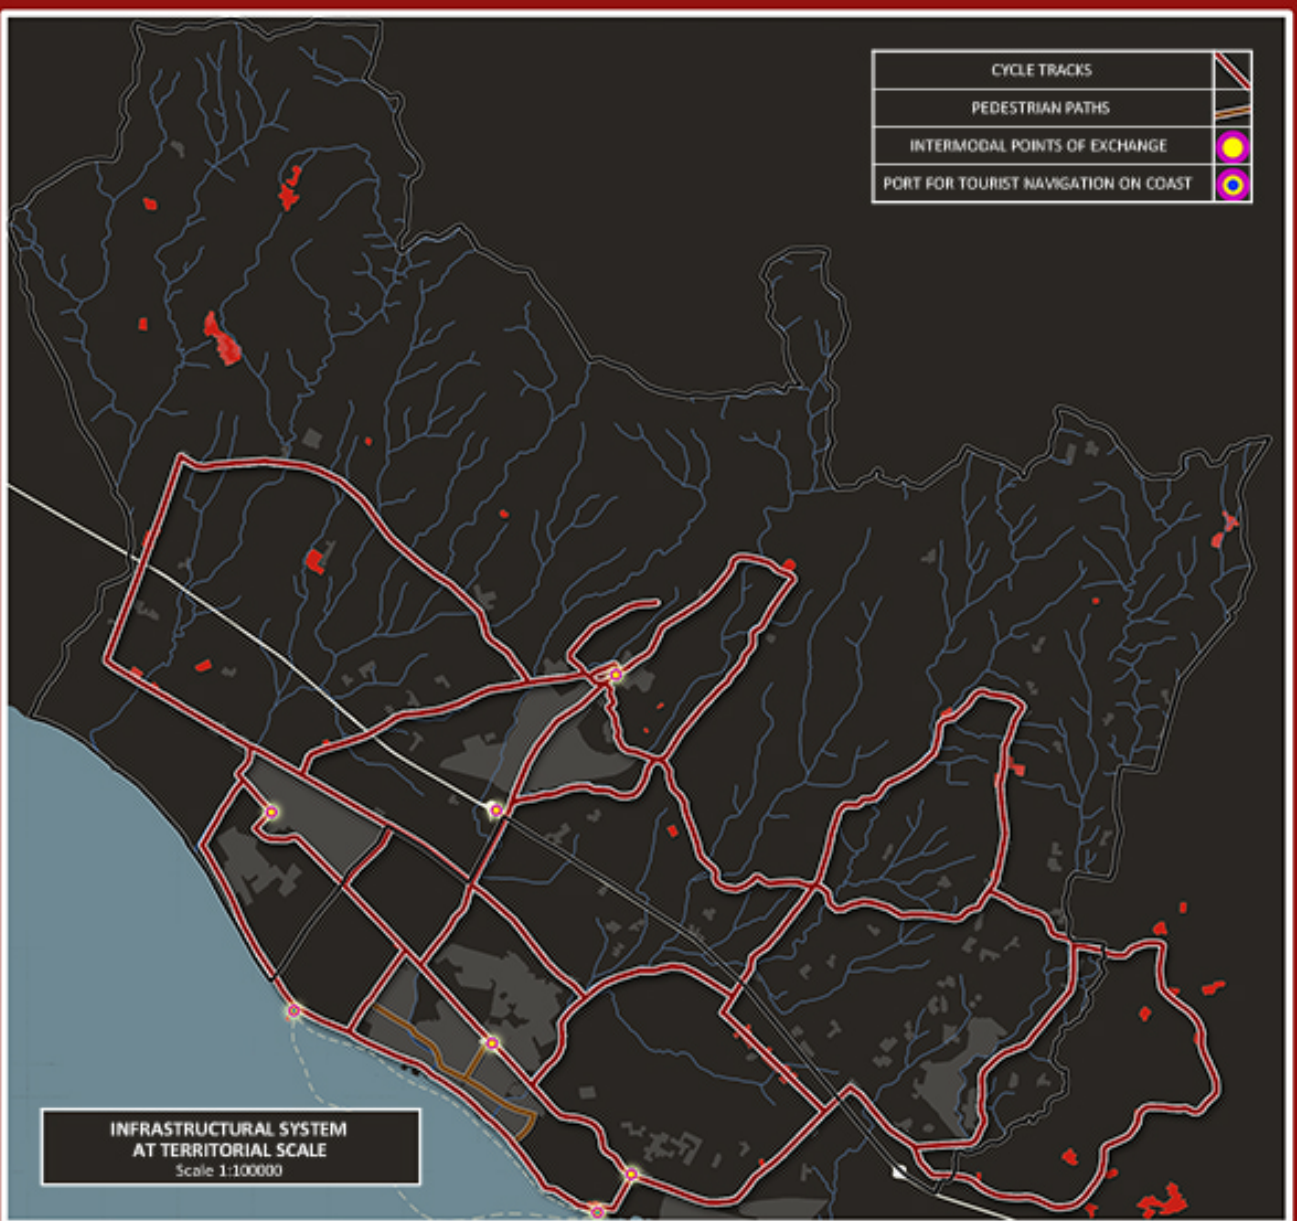 CYCLE TRACKS
PEDESTRIAN PATHS
INTERMODAL POINTS OF EXCHANGE
PORT FOR TOURIST NAVIGATION ON COAST
INFRASTRUCTURAL SYSTEM
AT TERRITORIAL SCALE
Scale 1:100000